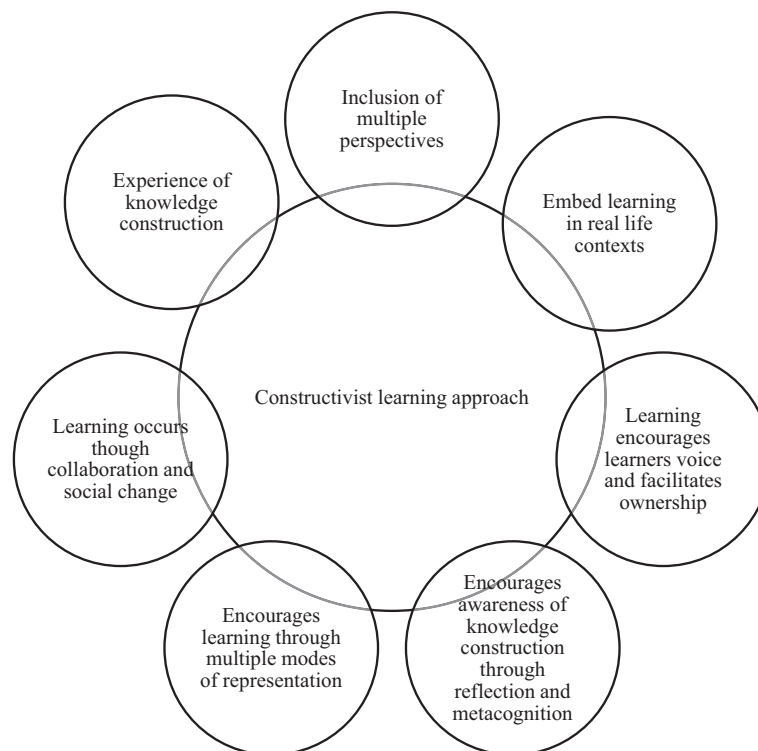 Inclusion of
multiple
perspectives
Embed learning
in real life
contexts
Learning
encourages
learners voice
and facilitates
ownership
Encourages
awareness of
knowledge
construction
through
reflection and
metacognition
Encourages
learning through
multiple modes
of representation
Learning occurs
though
collaboration and
social change
Experience of
knowledge
construction
Constructivist learning approach